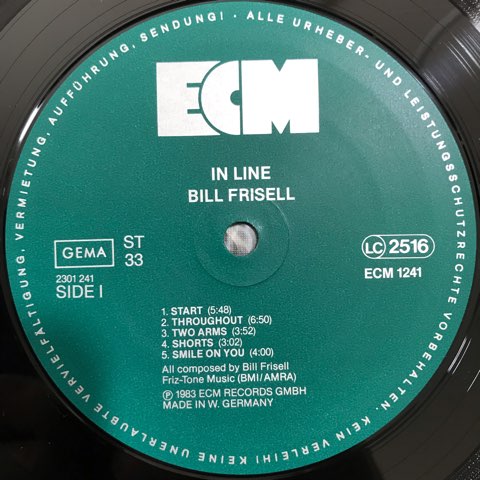 ALLE URHEBER- UND LEISTUNGSSCHUTZRECHTE VORBEHALTEN. KEIN VERLEIH! KEINE UNERLAUBTE VERVIELFÄLTIGUNG, VERMIETUNG, AUFFÜHRUNG, SENDUNG! ·
ECM
IN LINE
BILL FRISELL
GEMA
ST
33
LC 2516
2301 241
SIDE I
ECM 1241
1. START (5:48)
2. THROUGHOUT (6:50)
3. TWO ARMS (3:52)
4. SHORTS (3:02)
5. SMILE ON YOU (4:00)
All composed by Bill Frisell
Friz-Tone Music (BMI/AMRA)
Ⓟ 1983 ECM RECORDS GMBH
MADE IN W. GERMANY